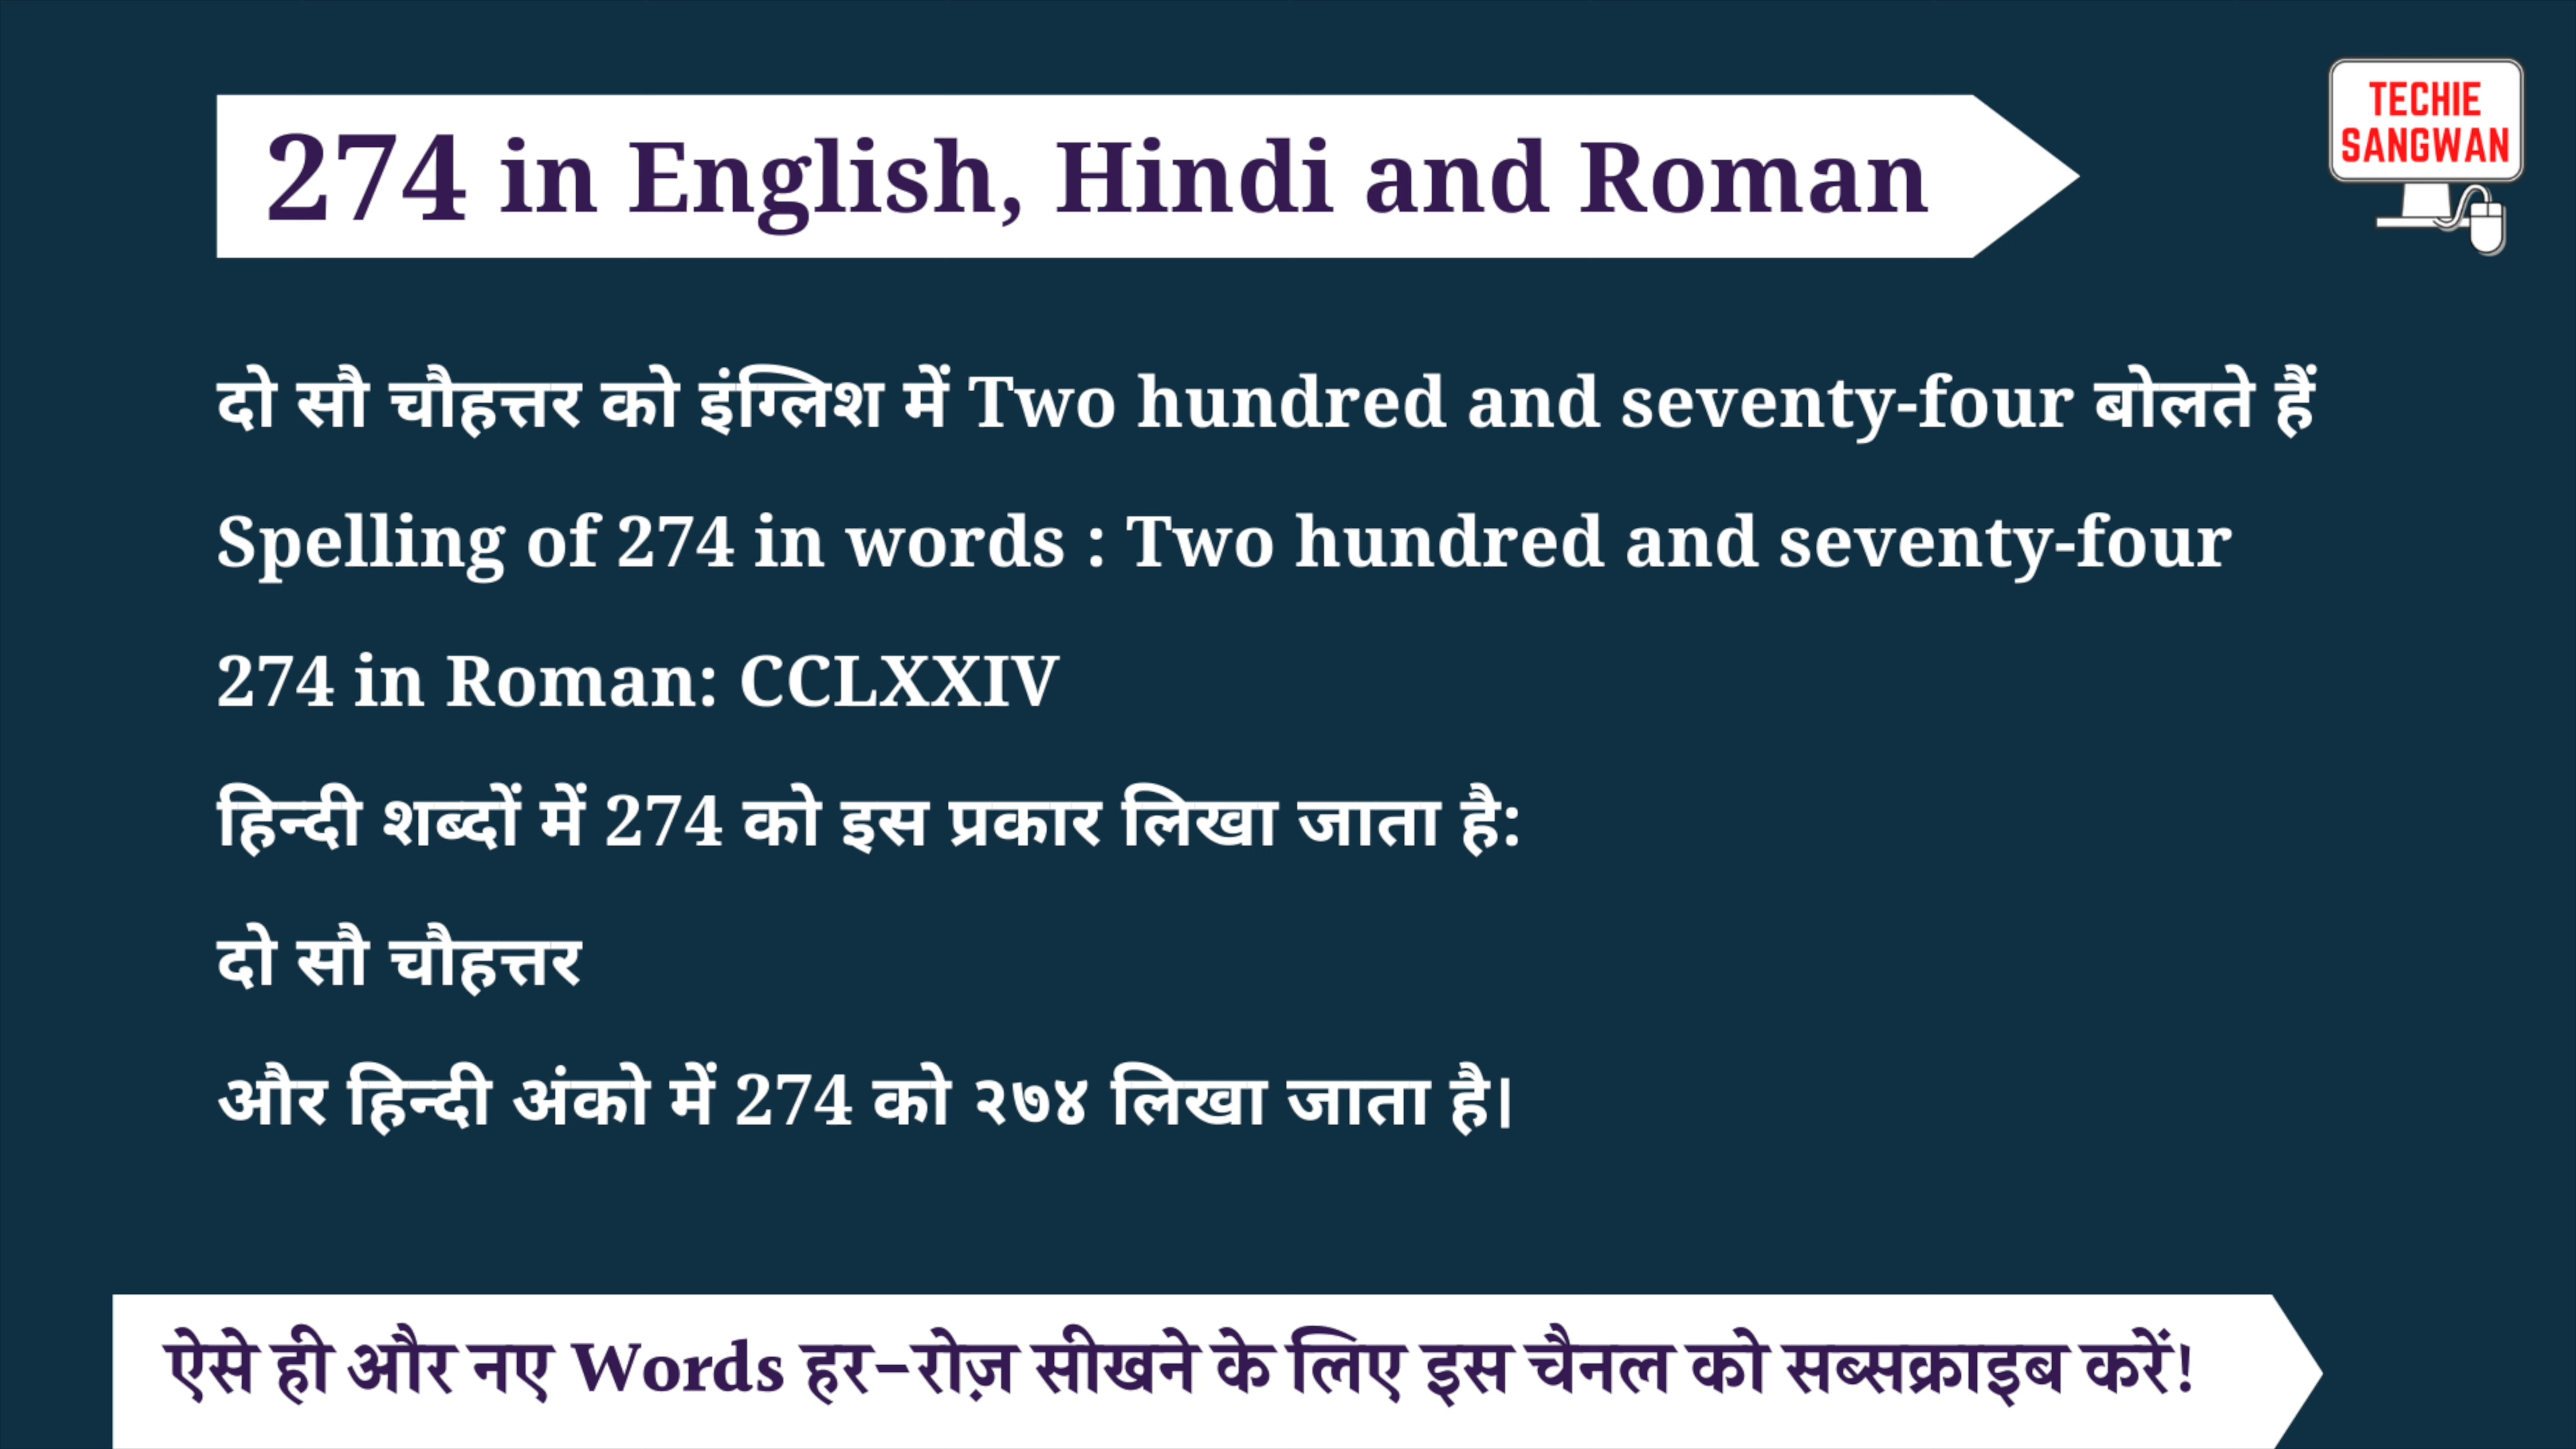 274 in English, Hindi and Roman
TECHIE
SANGWAN
दो सौ चौहत्तर को इंग्लिश में Two hundred and seventy-four बोलते हैं
Spelling of 274 in words : Two hundred and seventy-four
274 in Roman: CCLXXIV
हिन्दी शब्दों में 274 को इस प्रकार लिखा जाता है:
दो सौ चौहत्तर
और हिन्दी अंको में 274 को २७४ लिखा जाता है।
ऐसे ही और नए Words हर-रोज़ सीखने के लिए इस चैनल को सब्सक्राइब करें!